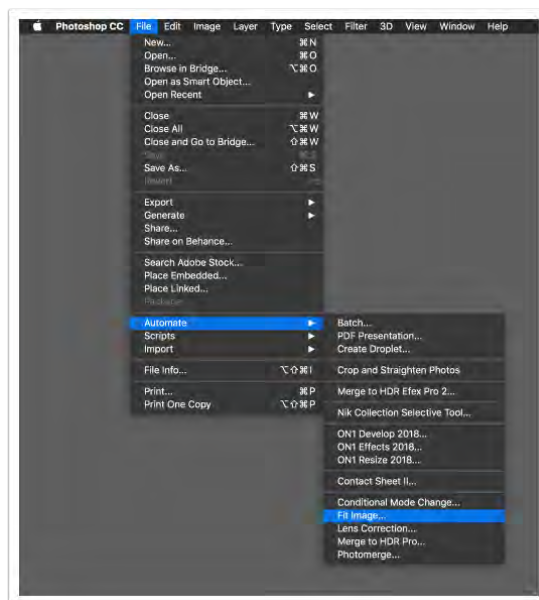 Photoshop CC File Edit Image Layer Type Select Filter 3D View Window Help
New... ⌘N
Open... ⌘O
Browse in Bridge... ⌥⌘O
Open as Smart Object...
Open Recent ▶
Close ⌘W
Close All ⌥⌘W
Close and Go to Bridge... ⇧⌘W
Save ⌘S
Save As... ⇧⌘S
Revert
Export ▶
Generate ▶
Share...
Share on Behance...
Search Adobe Stock...
Place Embedded...
Place Linked...
Package...
Automate ▶
Scripts ▶
Import ▶
File Info... ⌥⇧⌘I
Print... ⌘P
Print One Copy ⌥⇧⌘P
Batch...
PDF Presentation...
Create Droplet...
Crop and Straighten Photos
Merge to HDR Efex Pro 2...
Nik Collection Selective Tool...
ON1 Develop 2018...
ON1 Effects 2018...
ON1 Resize 2018...
Contact Sheet II...
Conditional Mode Change...
Fit Image...
Lens Correction...
Merge to HDR Pro...
Photomerge...